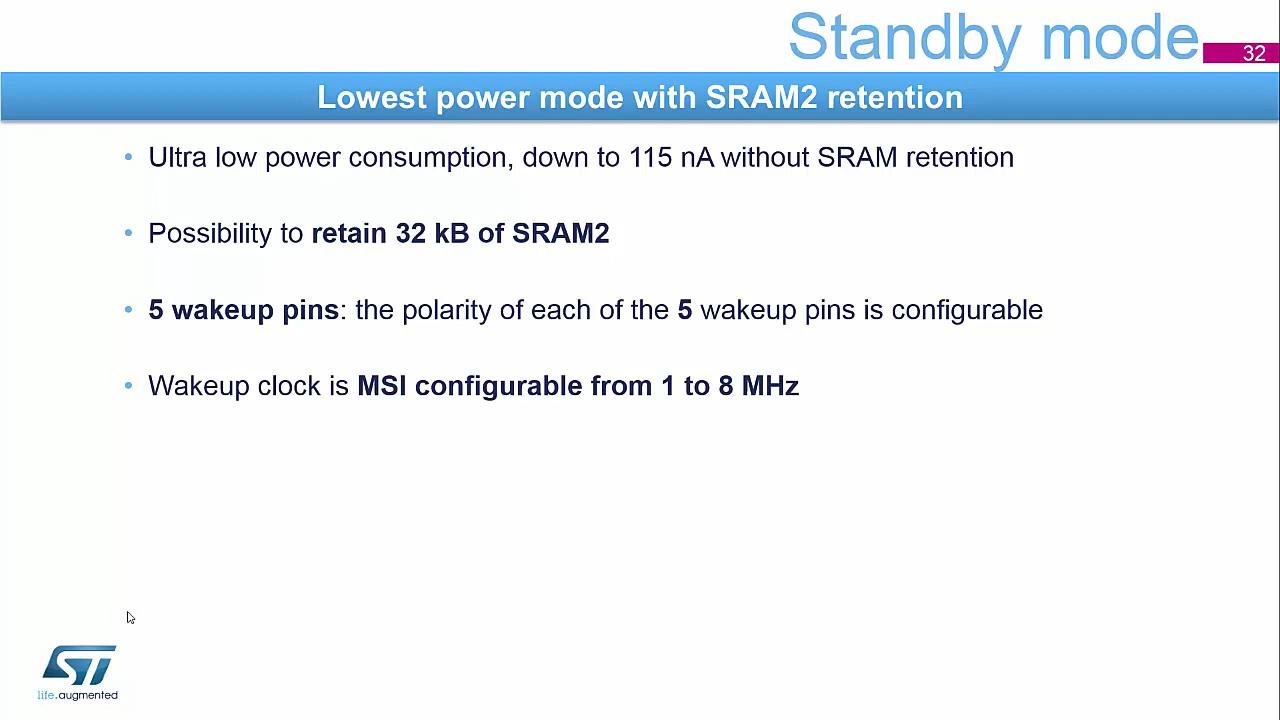 Standby mode
32
Lowest power mode with SRAM2 retention
• Ultra low power consumption, down to 115 nA without SRAM retention
• Possibility to retain 32 kB of SRAM2
• 5 wakeup pins: the polarity of each of the 5 wakeup pins is configurable
• Wakeup clock is MSI configurable from 1 to 8 MHz
ST
life.augmented